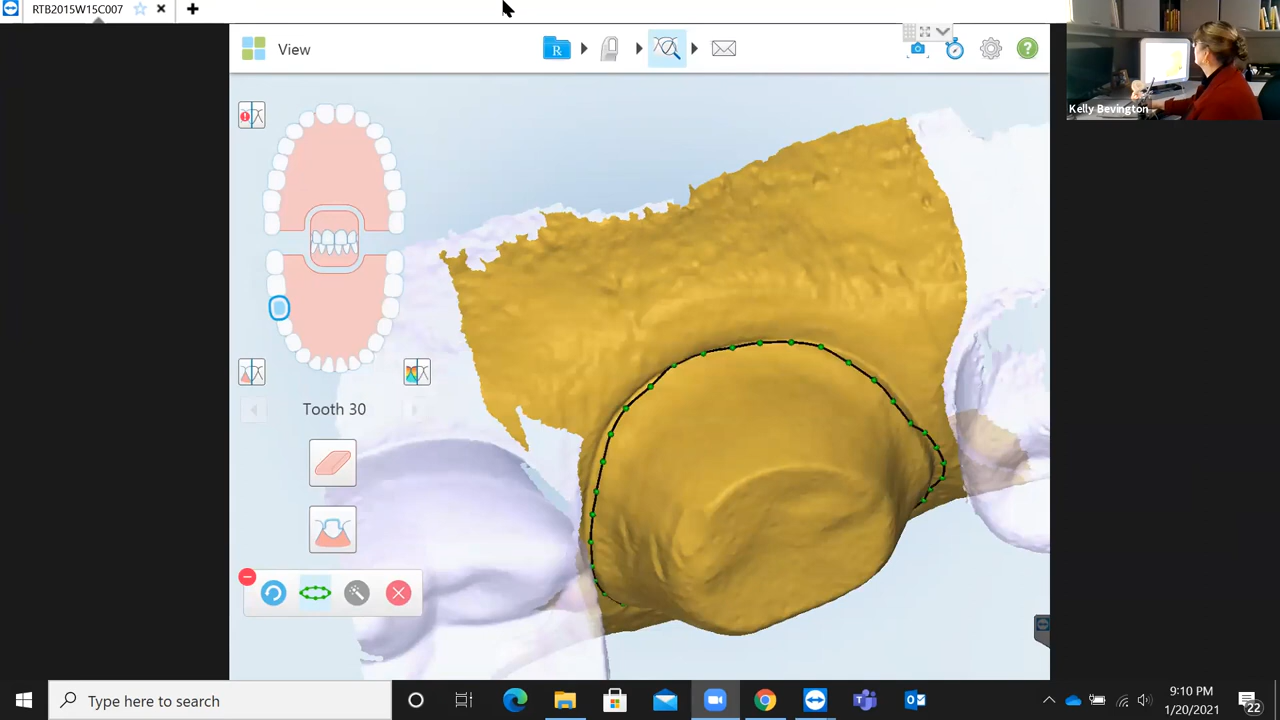 RTB2015W15C007
View
R
?
Kelly Bevington
Tooth 30
Type here to search
9:10 PM
1/20/2021
22